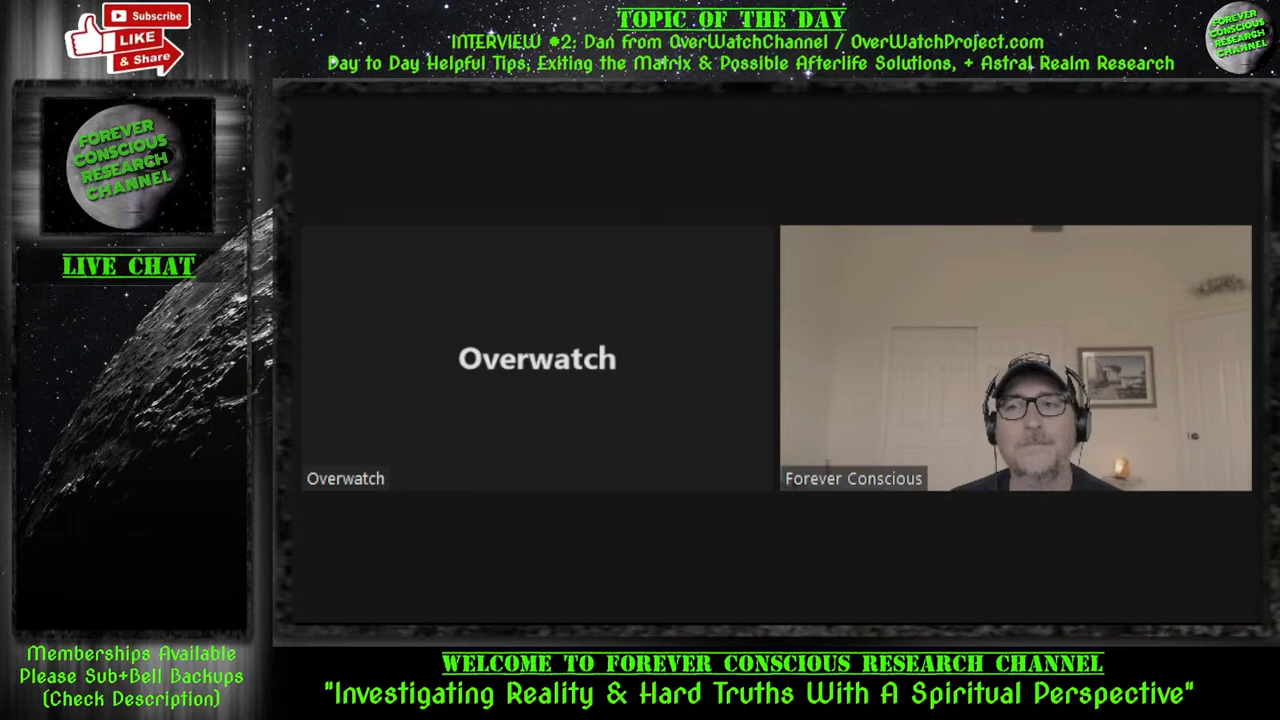 Subscribe
LIKE
& Share
TOPIC OF THE DAY
INTERVIEW #2: Dan from OverWatchChannel / OverWatchProject.com
Day to Day Helpful Tips, Exiting the Matrix & Possible Afterlife Solutions, + Astral Realm Research
FOREVER
CONSCIOUS
RESEARCH
CHANNEL
FOREVER
CONSCIOUS
RESEARCH
CHANNEL
LIVE CHAT
Overwatch
Overwatch
Forever Conscious
Memberships Available
Please Sub+Bell Backups
(Check Description)
WELCOME TO FOREVER CONSCIOUS RESEARCH CHANNEL
"Investigating Reality & Hard Truths With A Spiritual Perspective"